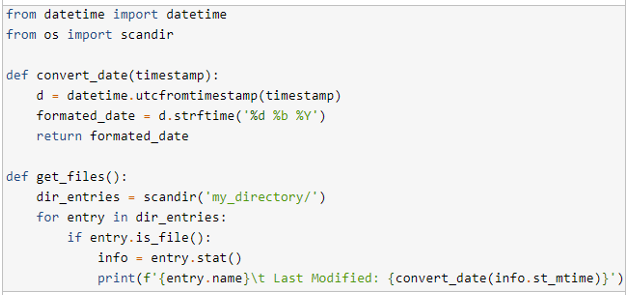 from datetime import datetime
from os import scandir

def convert_date(timestamp):
    d = datetime.utcfromtimestamp(timestamp)
    formated_date = d.strftime('%d %b %Y')
    return formated_date

def get_files():
    dir_entries = scandir('my_directory/')
    for entry in dir_entries:
        if entry.is_file():
            info = entry.stat()
            print(f'{entry.name}\t Last Modified: {convert_date(info.st_mtime)}')